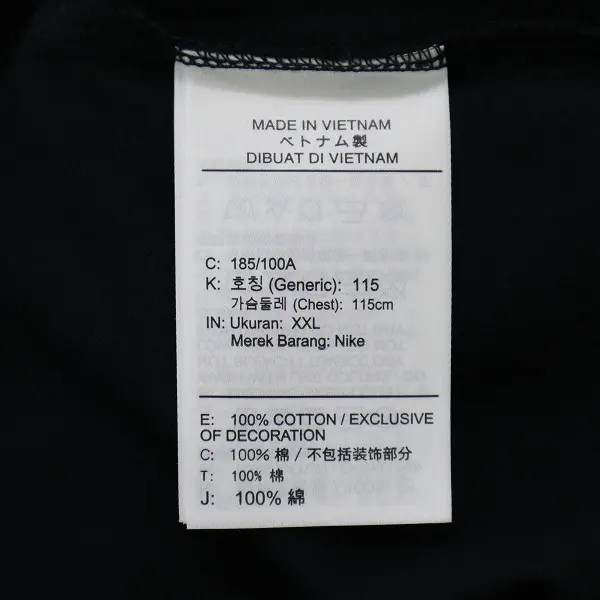 MADE IN VIETNAM
ベトナム製
DIBUAT DI VIETNAM
C: 185/100A
K: 호칭 (Generic): 115
가슴둘레 (Chest): 115cm
IN: Ukuran: XXL
Merek Barang: Nike
E: 100% COTTON / EXCLUSIVE
OF DECORATION
C: 100% 棉 / 不包括装饰部分
T: 100% 棉
J: 100% 綿